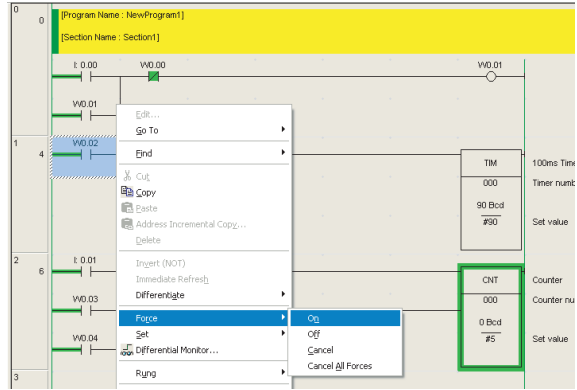 0
0
[Program Name : NewProgram1]
[Section Name : Section1]
I: 0.00
W0.00
W0.01
W0.01
1
4
W0.02
TIM
100ms Time
000
Timer numb
90 Bcd
#90
Set value
2
6
I: 0.01
CNT
Counter
000
Counter nu
W0.03
0 Bcd
#5
Set value
W0.04
3
Edit...
Go To
Find
Cut
Copy
Paste
Address Incremental Copy...
Delete
Invert (NOT)
Immediate Refresh
Differentiate
Force
Set
Differential Monitor...
Rung
On
Off
Cancel
Cancel All Forces